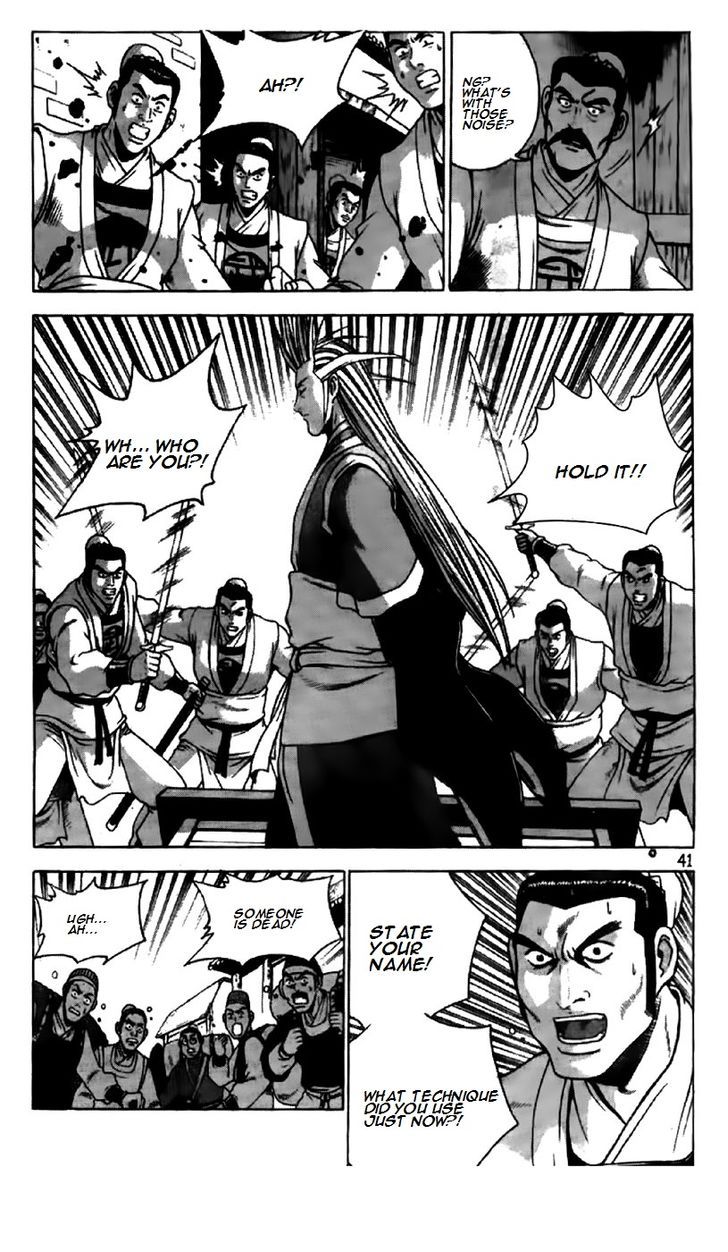 AH?!
NG?
WHAT'S
WITH
THOSE
NOISE?
WH... WHO
ARE YOU?!
HOLD IT!!
41
UGH...
AH...
SOMEONE
IS DEAD!
STATE
YOUR
NAME!
WHAT TECHNIQUE
DID YOU USE
JUST NOW?!